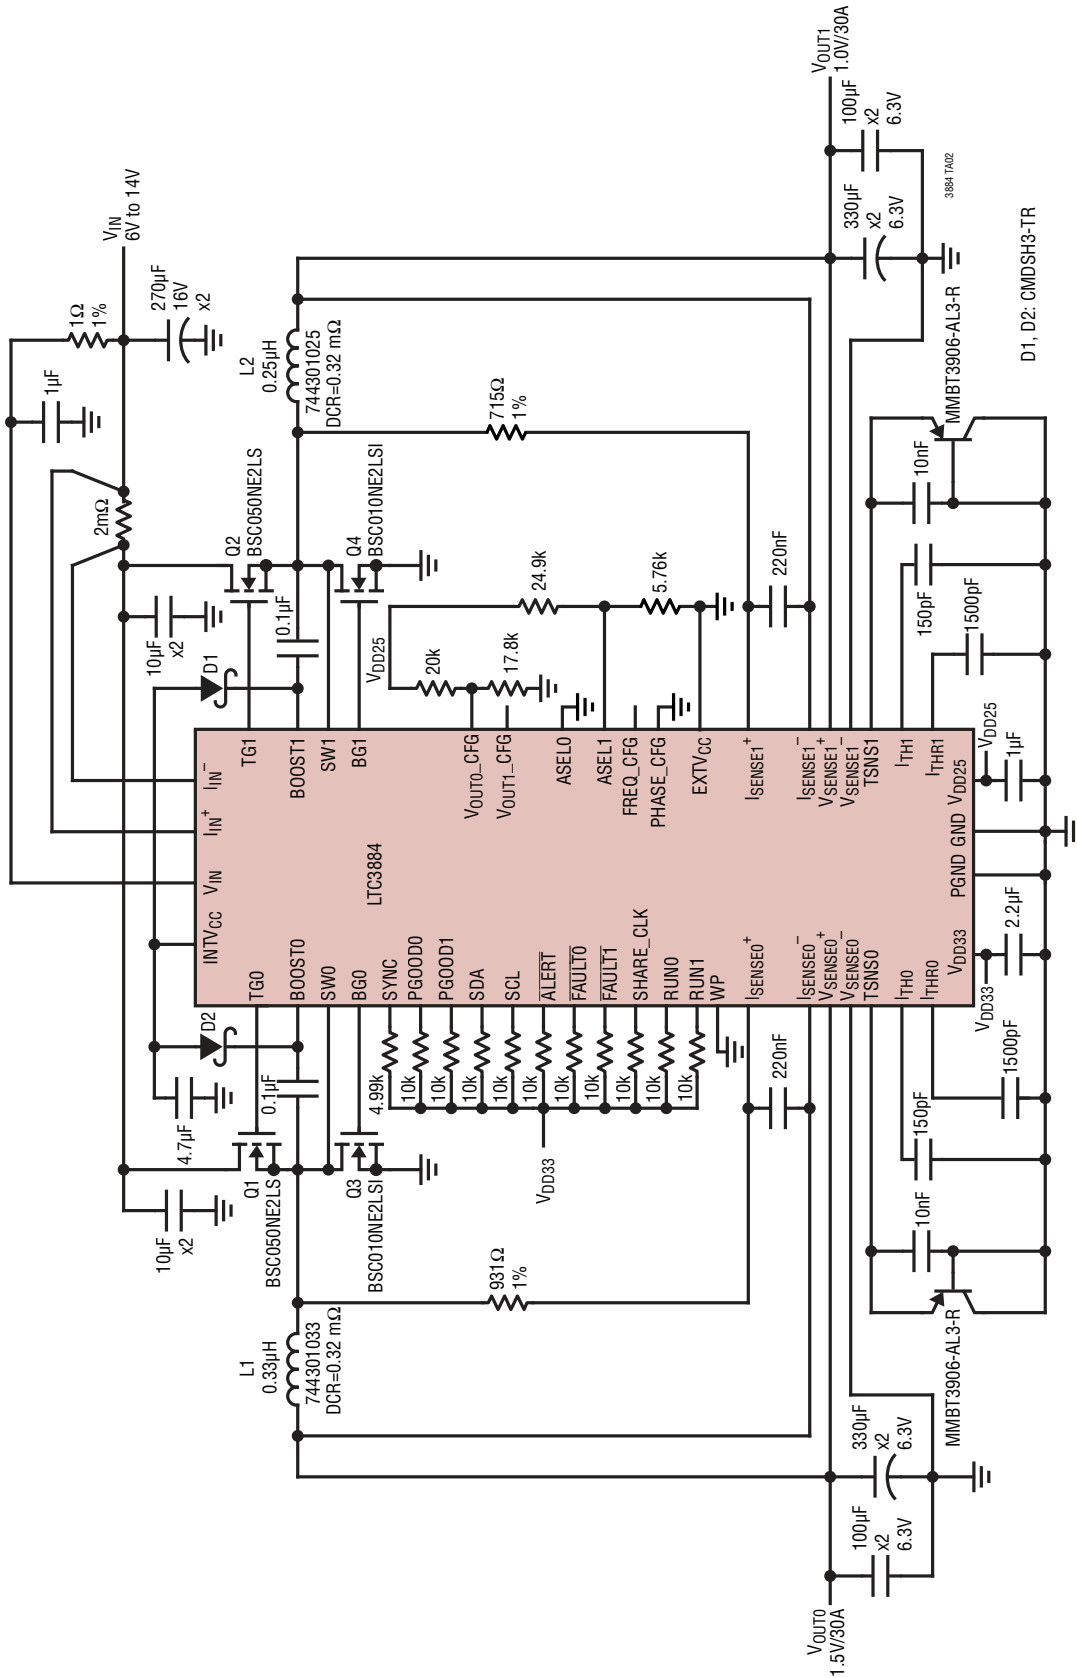 VIN
6V to 14V
1Ω
1%
270µF
16V
x2
1µF
2mΩ
10µF
x2
D1
Q2
BSC050NE2LS
0.1µF
Q4
BSC010NE2LSI
L2
0.25µH
744301025
DCR=0.32 mΩ
715Ω
1%
VDD25
20k
17.8k
24.9k
5.76k
220nF
VOUT1
1.0V/30A
100µF
x2
6.3V
330µF
x2
6.3V
3884 TA02
MMBT3906-AL3-R
D1, D2: CMDSH3-TR
10nF
150pF
1500pF
VDD25
1µF
IIN–
IIN+
VIN
INTVCC
LTC3884
TG1
BOOST1
SW1
BG1
VOUT0_CFG
VOUT1_CFG
ASEL0
ASEL1
FREQ_CFG
PHASE_CFG
EXTVCC
ISENSE1+
ISENSE1–
VSENSE1+
VSENSE1–
TSNS1
ITH1
ITHR1
VDD25
GND
PGND
VDD33
TG0
BOOST0
SW0
BG0
SYNC
PGOOD0
PGOOD1
SDA
SCL
ALERT
FAULT0
FAULT1
SHARE_CLK
RUN0
RUN1
WP
ISENSE0+
ISENSE0–
VSENSE0+
VSENSE0–
TSNS0
ITH0
ITHR0
D2
4.7µF
0.1µF
10µF
x2
Q1
BSC050NE2LS
Q3
BSC010NE2LSI
4.99k
10k
10k
10k
10k
10k
10k
10k
10k
10k
10k
VDD33
220nF
VDD33
2.2µF
1500pF
150pF
10nF
MMBT3906-AL3-R
931Ω
1%
L1
0.33µH
744301033
DCR=0.32 mΩ
330µF
x2
6.3V
100µF
x2
6.3V
VOUT0
1.5V/30A